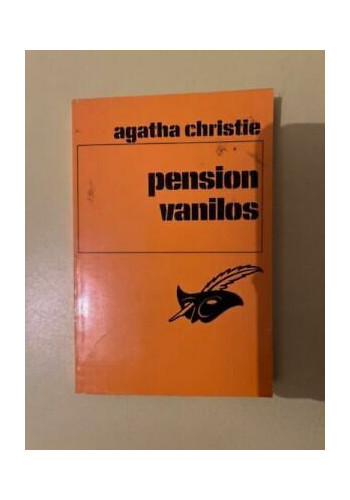 agatha christie
pension
vanilos